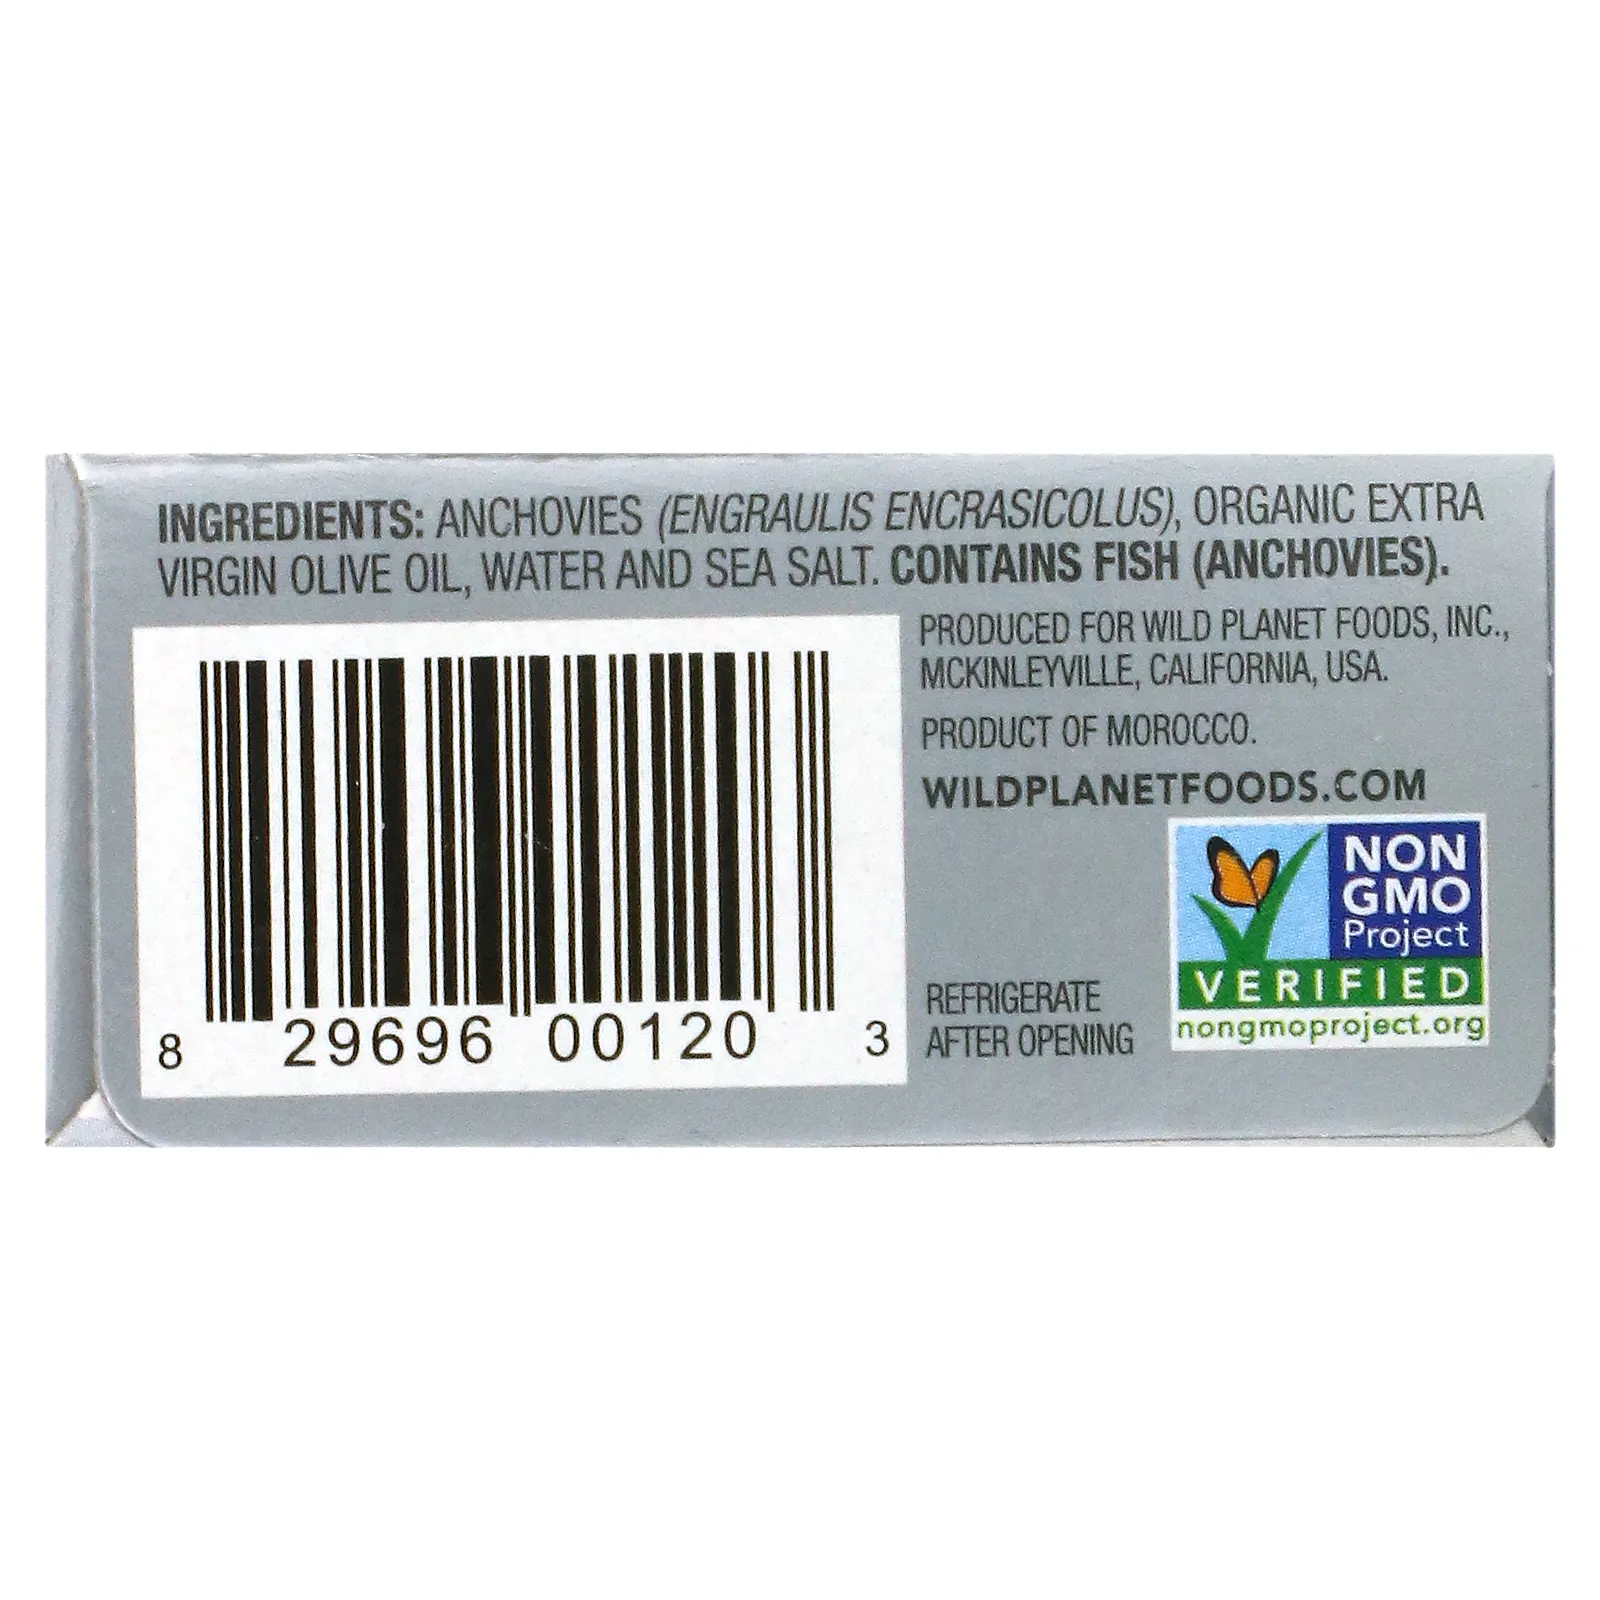 INGREDIENTS: ANCHOVIES (ENGRAULIS ENCRASICOLUS), ORGANIC EXTRA
VIRGIN OLIVE OIL, WATER AND SEA SALT. CONTAINS FISH (ANCHOVIES).
PRODUCED FOR WILD PLANET FOODS, INC.,
MCKINLEYVILLE, CALIFORNIA, USA.
PRODUCT OF MOROCCO.
WILDPLANETFOODS.COM
NON
GMO
Project
VERIFIED
nongmoproject.org
REFRIGERATE
AFTER OPENING
8 29696 00120 3